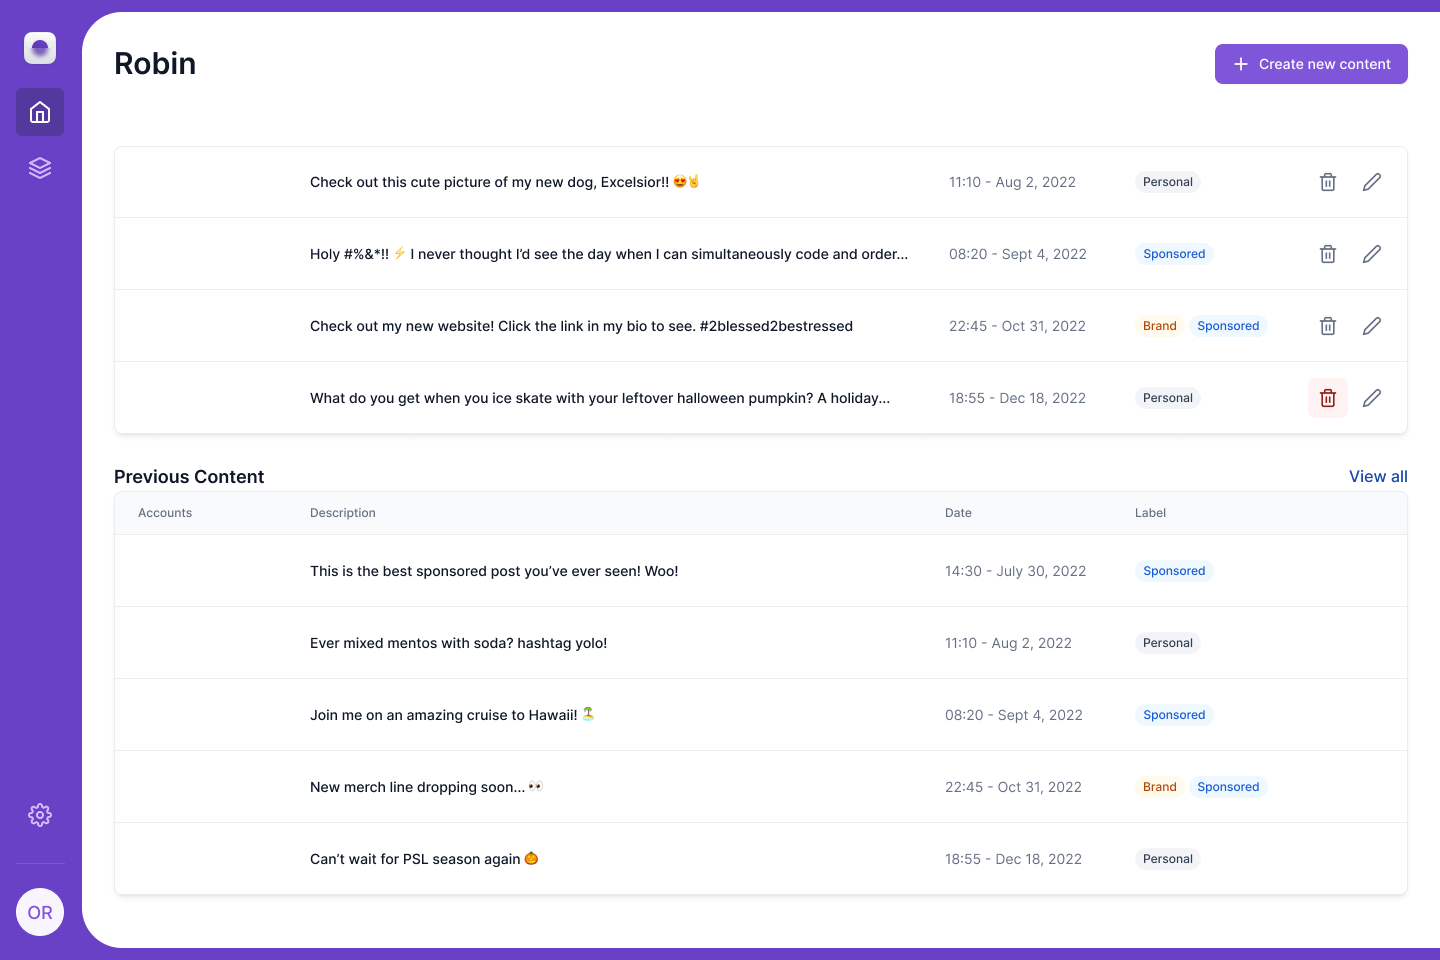 Robin
Create new content
Check out this cute picture of my new dog, Excelsior!! 😍🤘 11:10 - Aug 2, 2022 Personal
Holy #%&*!! ⚡ I never thought I’d see the day when I can simultaneously code and order... 08:20 - Sept 4, 2022 Sponsored
Check out my new website! Click the link in my bio to see. #2blessed2bestressed 22:45 - Oct 31, 2022 Brand Sponsored
What do you get when you ice skate with your leftover halloween pumpkin? A holiday... 18:55 - Dec 18, 2022 Personal
Previous Content View all
Accounts Description Date Label
This is the best sponsored post you’ve ever seen! Woo! 14:30 - July 30, 2022 Sponsored
Ever mixed mentos with soda? hashtag yolo! 11:10 - Aug 2, 2022 Personal
Join me on an amazing cruise to Hawaii! 🏝️ 08:20 - Sept 4, 2022 Sponsored
New merch line dropping soon... 👀 22:45 - Oct 31, 2022 Brand Sponsored
Can’t wait for PSL season again 🎃 18:55 - Dec 18, 2022 Personal
OR